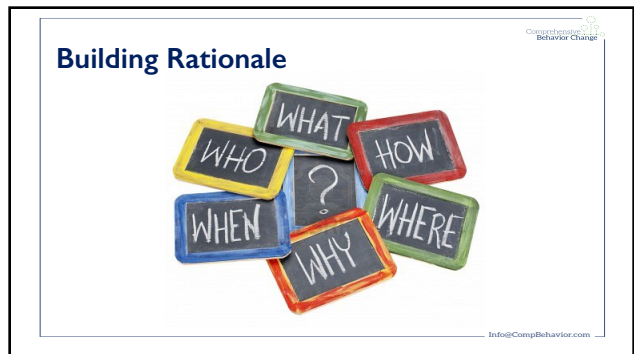 Comprehensive
Behavior Change
Building Rationale
WHAT
WHO
HOW
?
WHEN
WHERE
WHY
Info@CompBehavior.com